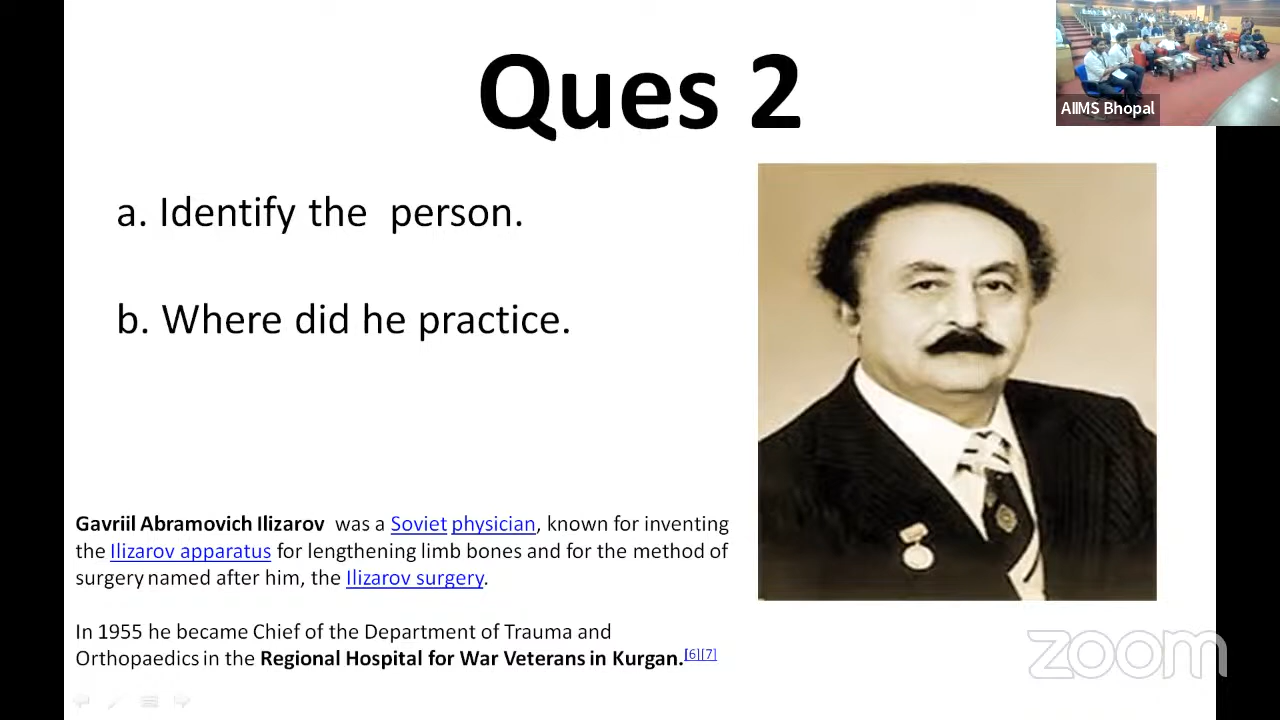 Ques 2
AIIMS Bhopal
a. Identify the person.
b. Where did he practice.
Gavriil Abramovich Ilizarov was a Soviet physician, known for inventing
the Ilizarov apparatus for lengthening limb bones and for the method of
surgery named after him, the Ilizarov surgery.
In 1955 he became Chief of the Department of Trauma and
Orthopaedics in the Regional Hospital for War Veterans in Kurgan.[6][7]
zoom